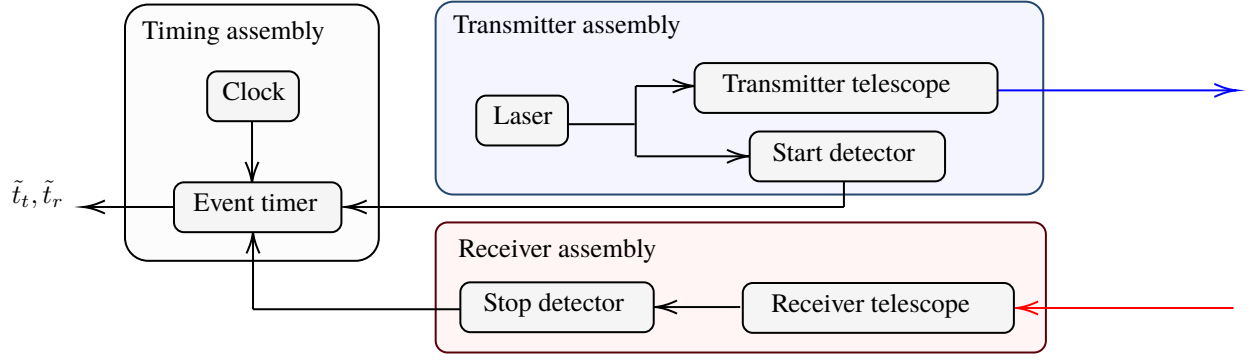 Timing assembly
Clock
Event timer
t̃_t, t̃_r
Transmitter assembly
Laser
Transmitter telescope
Start detector
Receiver assembly
Stop detector
Receiver telescope